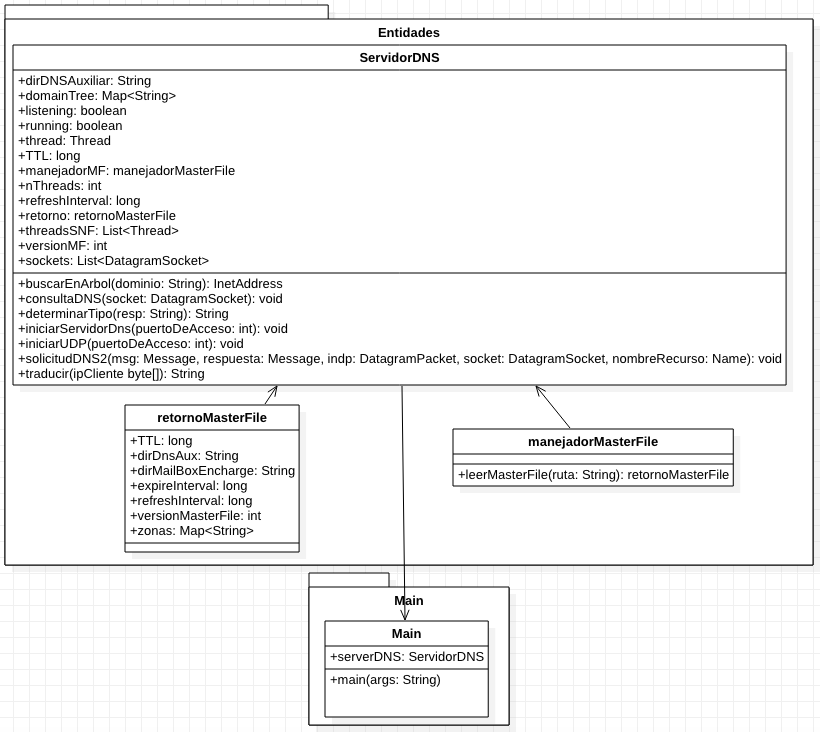 Entidades
ServidorDNS
+dirDNSAuxiliar: String
+domainTree: Map<String>
+listening: boolean
+running: boolean
+thread: Thread
+TTL: long
+manejadorMF: manejadorMasterFile
+nThreads: int
+refreshInterval: long
+retorno: retornoMasterFile
+threadsSNF: List<Thread>
+versionMF: int
+sockets: List<DatagramSocket>
+buscarEnArbol(dominio: String): InetAddress
+consultaDNS(socket: DatagramSocket): void
+determinarTipo(resp: String): String
+iniciarServidorDns(puertoDeAcceso: int): void
+iniciarUDP(puertoDeAcceso: int): void
+solicitudDNS2(msg: Message, respuesta: Message, indp: DatagramPacket, socket: DatagramSocket, nombreRecurso: Name): void
+traducir(ipCliente byte[]): String
retornoMasterFile
+TTL: long
+dirDnsAux: String
+dirMailBoxEncharge: String
+expireInterval: long
+refreshInterval: long
+versionMasterFile: int
+zonas: Map<String>
manejadorMasterFile
+leerMasterFile(ruta: String): retornoMasterFile
Main
Main
+serverDNS: ServidorDNS
+main(args: String)